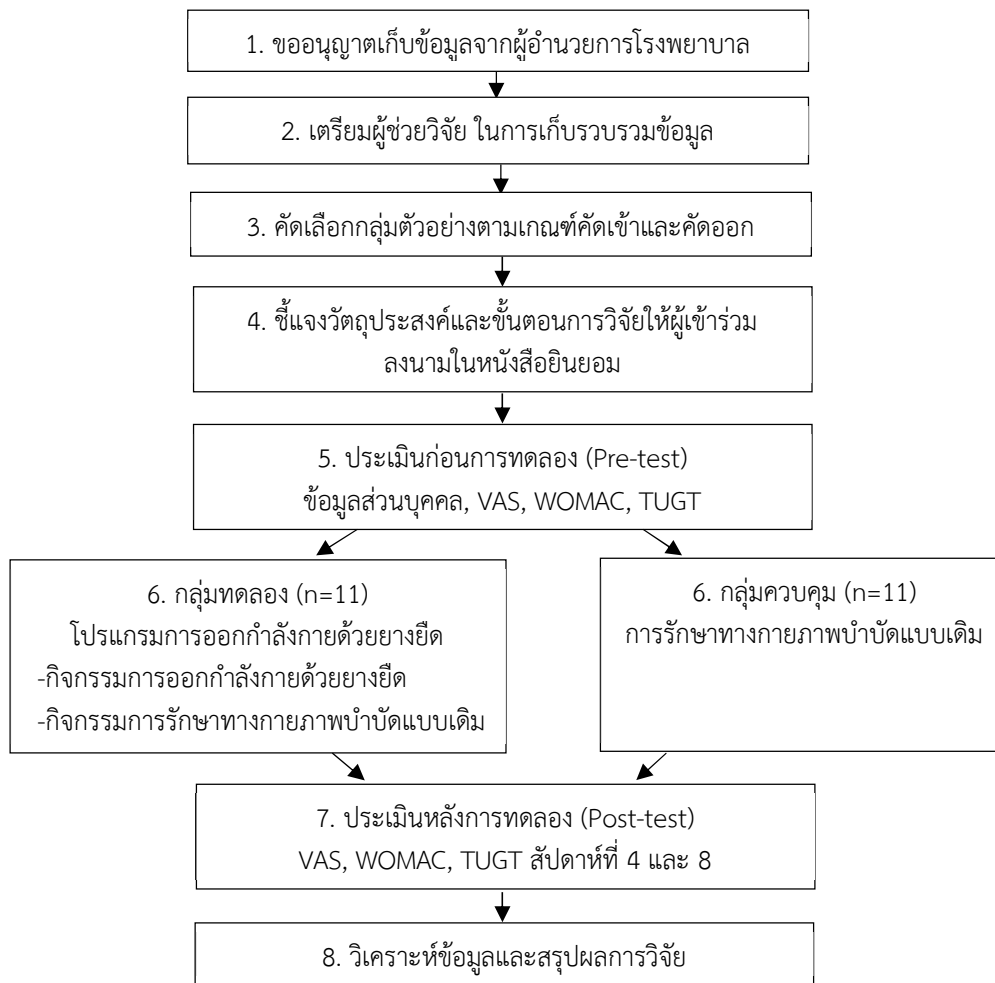 1. ขออนุญาตเก็บข้อมูลจากผู้อำนวยการโรงพยาบาล
2. เตรียมผู้ช่วยวิจัย ในการเก็บรวบรวมข้อมูล
3. คัดเลือกกลุ่มตัวอย่างตามเกณฑ์คัดเข้าและคัดออก
4. ชี้แจงวัตถุประสงค์และขั้นตอนการวิจัยให้ผู้เข้าร่วม
ลงนามในหนังสือยินยอม
5. ประเมินก่อนการทดลอง (Pre-test)
ข้อมูลส่วนบุคคล, VAS, WOMAC, TUGT
6. กลุ่มทดลอง (n=11)
โปรแกรมการออกกำลังกายด้วยยางยืด
-กิจกรรมการออกกำลังกายด้วยยางยืด
-กิจกรรมการรักษาทางกายภาพบำบัดแบบเดิม
6. กลุ่มควบคุม (n=11)
การรักษาทางกายภาพบำบัดแบบเดิม
7. ประเมินหลังการทดลอง (Post-test)
VAS, WOMAC, TUGT สัปดาห์ที่ 4 และ 8
8. วิเคราะห์ข้อมูลและสรุปผลการวิจัย